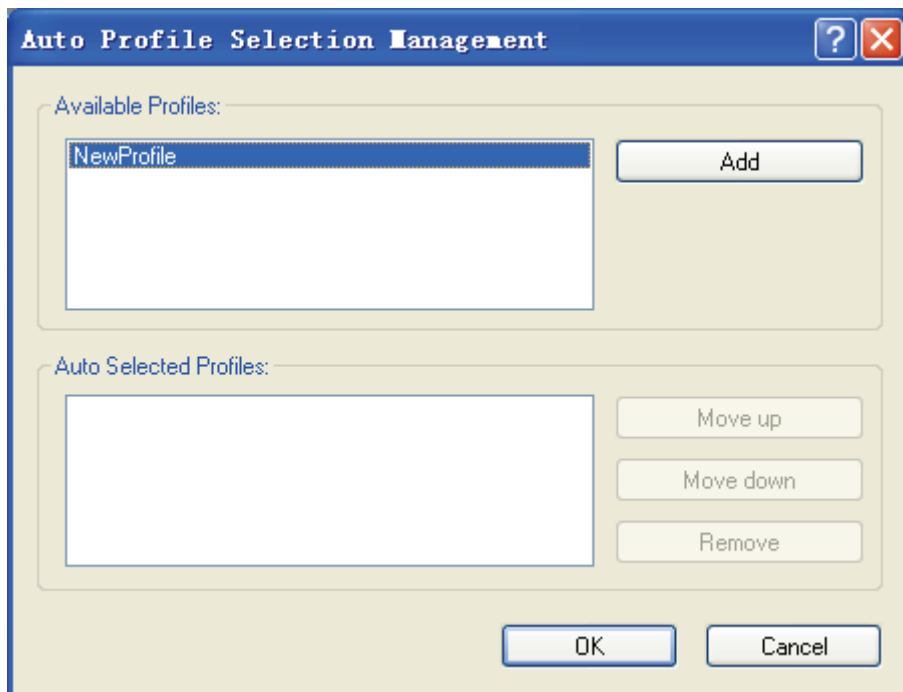 Auto Profile Selection Management
Available Profiles:
NewProfile
Add
Auto Selected Profiles:
Move up
Move down
Remove
OK
Cancel